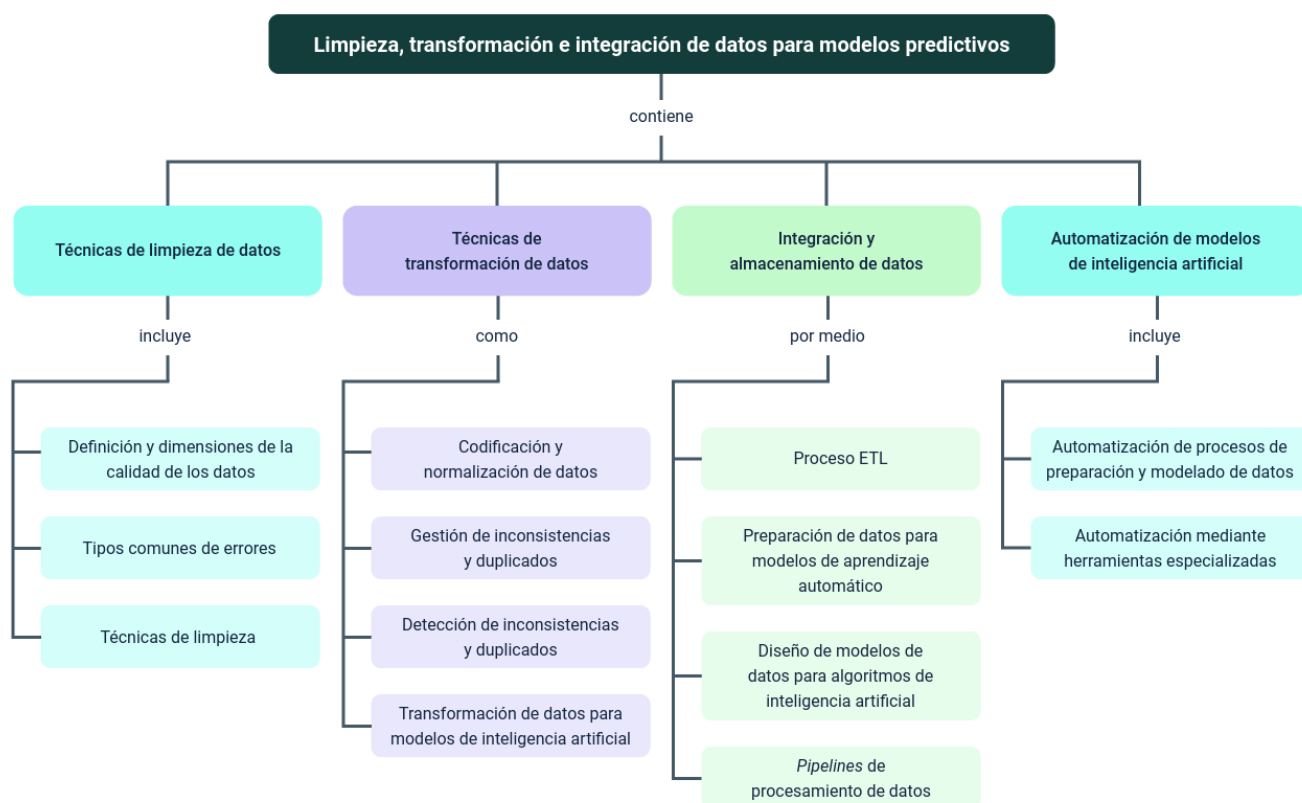 Limpieza, transformación e integración de datos para modelos predictivos
contiene
Técnicas de limpieza de datos
incluye
Definición y dimensiones de la
calidad de los datos
Tipos comunes de errores
Técnicas de limpieza
Técnicas de
transformación de datos
como
Codificación y
normalización de datos
Gestión de inconsistencias
y duplicados
Detección de inconsistencias
y duplicados
Transformación de datos para
modelos de inteligencia artificial
Integración y
almacenamiento de datos
por medio
Proceso ETL
Preparación de datos para
modelos de aprendizaje
automático
Diseño de modelos de
datos para algoritmos de
inteligencia artificial
Pipelines de
procesamiento de datos
Automatización de modelos
de inteligencia artificial
incluye
Automatización de procesos de
preparación y modelado de datos
Automatización mediante
herramientas especializadas